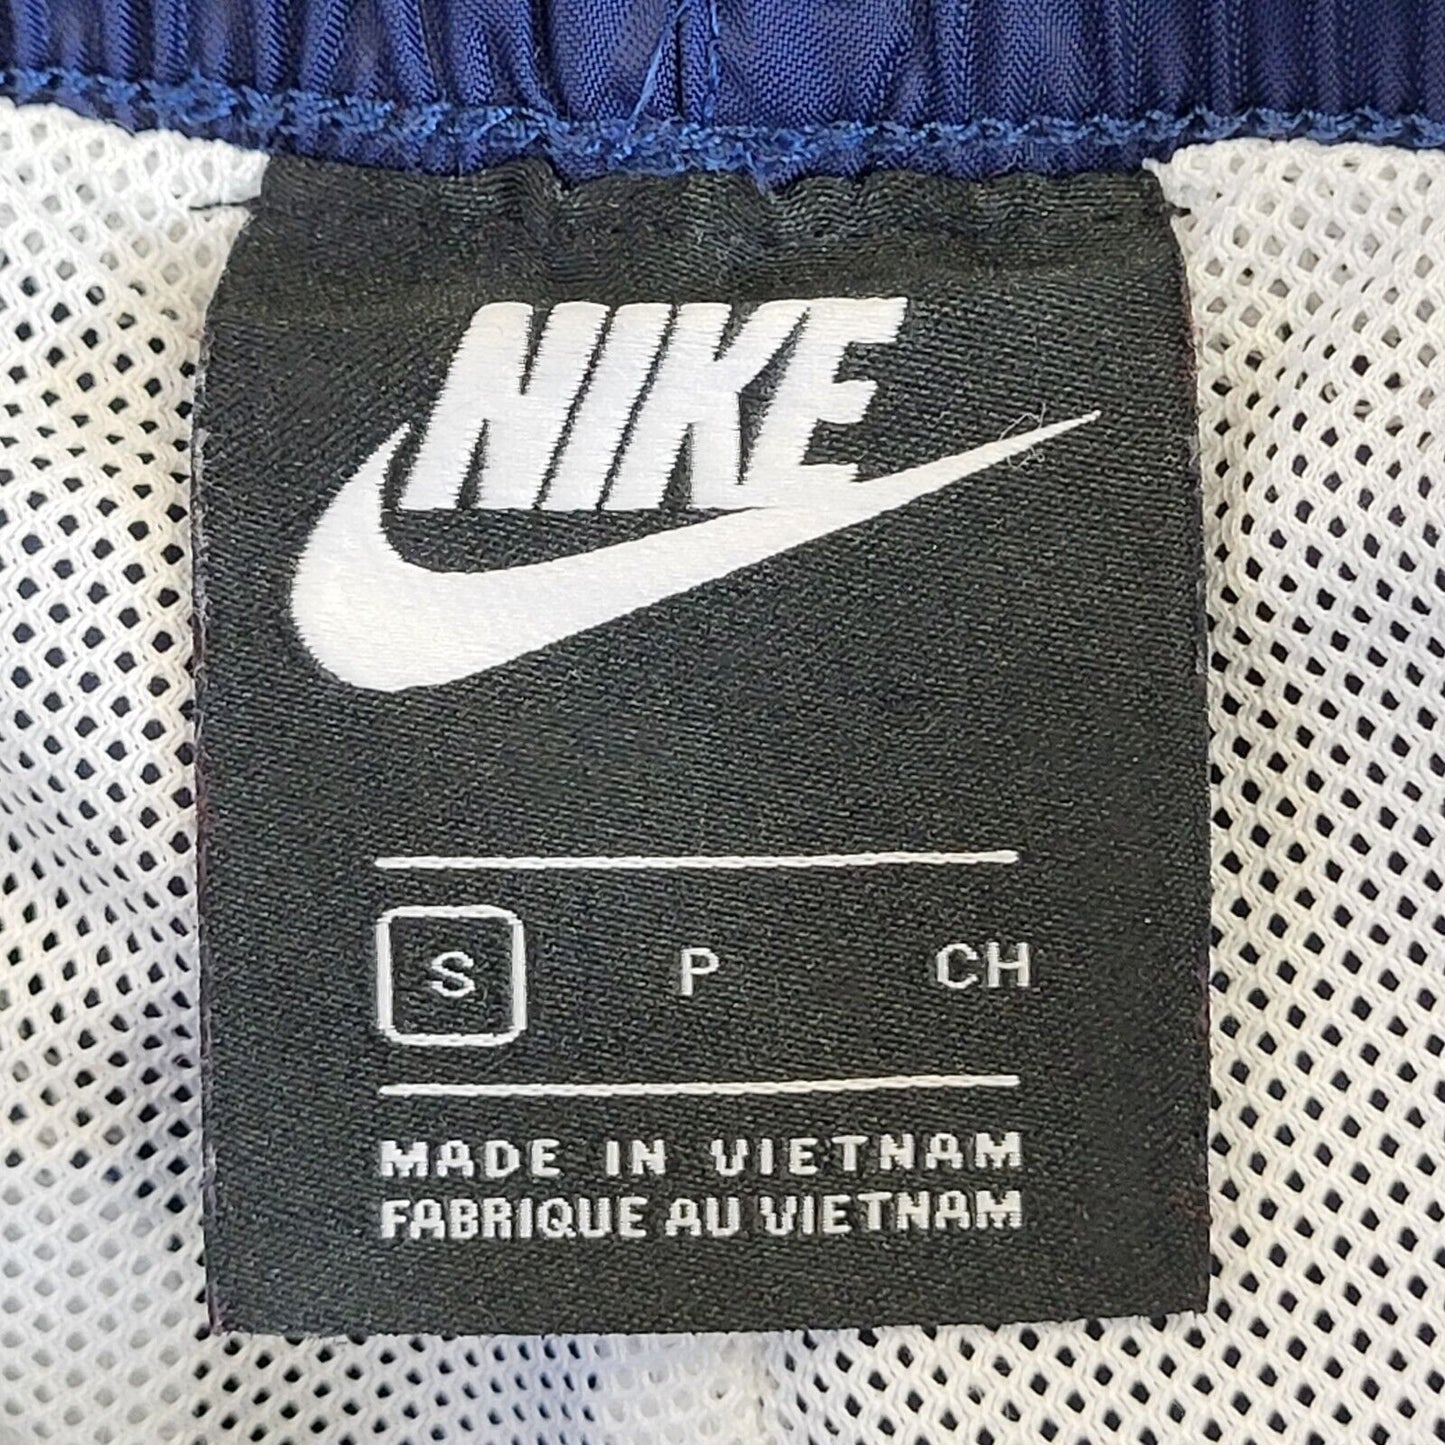 NIKE
S P CH
MADE IN VIETNAM
FABRIQUE AU VIETNAM